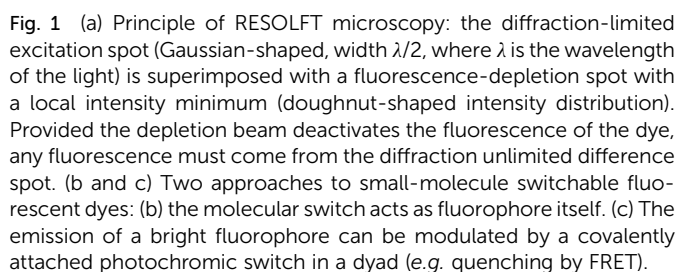 Fig. 1 (a) Principle of RESOLFT microscopy: the diffraction-limited
excitation spot (Gaussian-shaped, width λ/2, where λ is the wavelength
of the light) is superimposed with a fluorescence-depletion spot with
a local intensity minimum (doughnut-shaped intensity distribution).
Provided the depletion beam deactivates the fluorescence of the dye,
any fluorescence must come from the diffraction unlimited difference
spot. (b and c) Two approaches to small-molecule switchable fluo-
rescent dyes: (b) the molecular switch acts as fluorophore itself. (c) The
emission of a bright fluorophore can be modulated by a covalently
attached photochromic switch in a dyad (e.g. quenching by FRET).